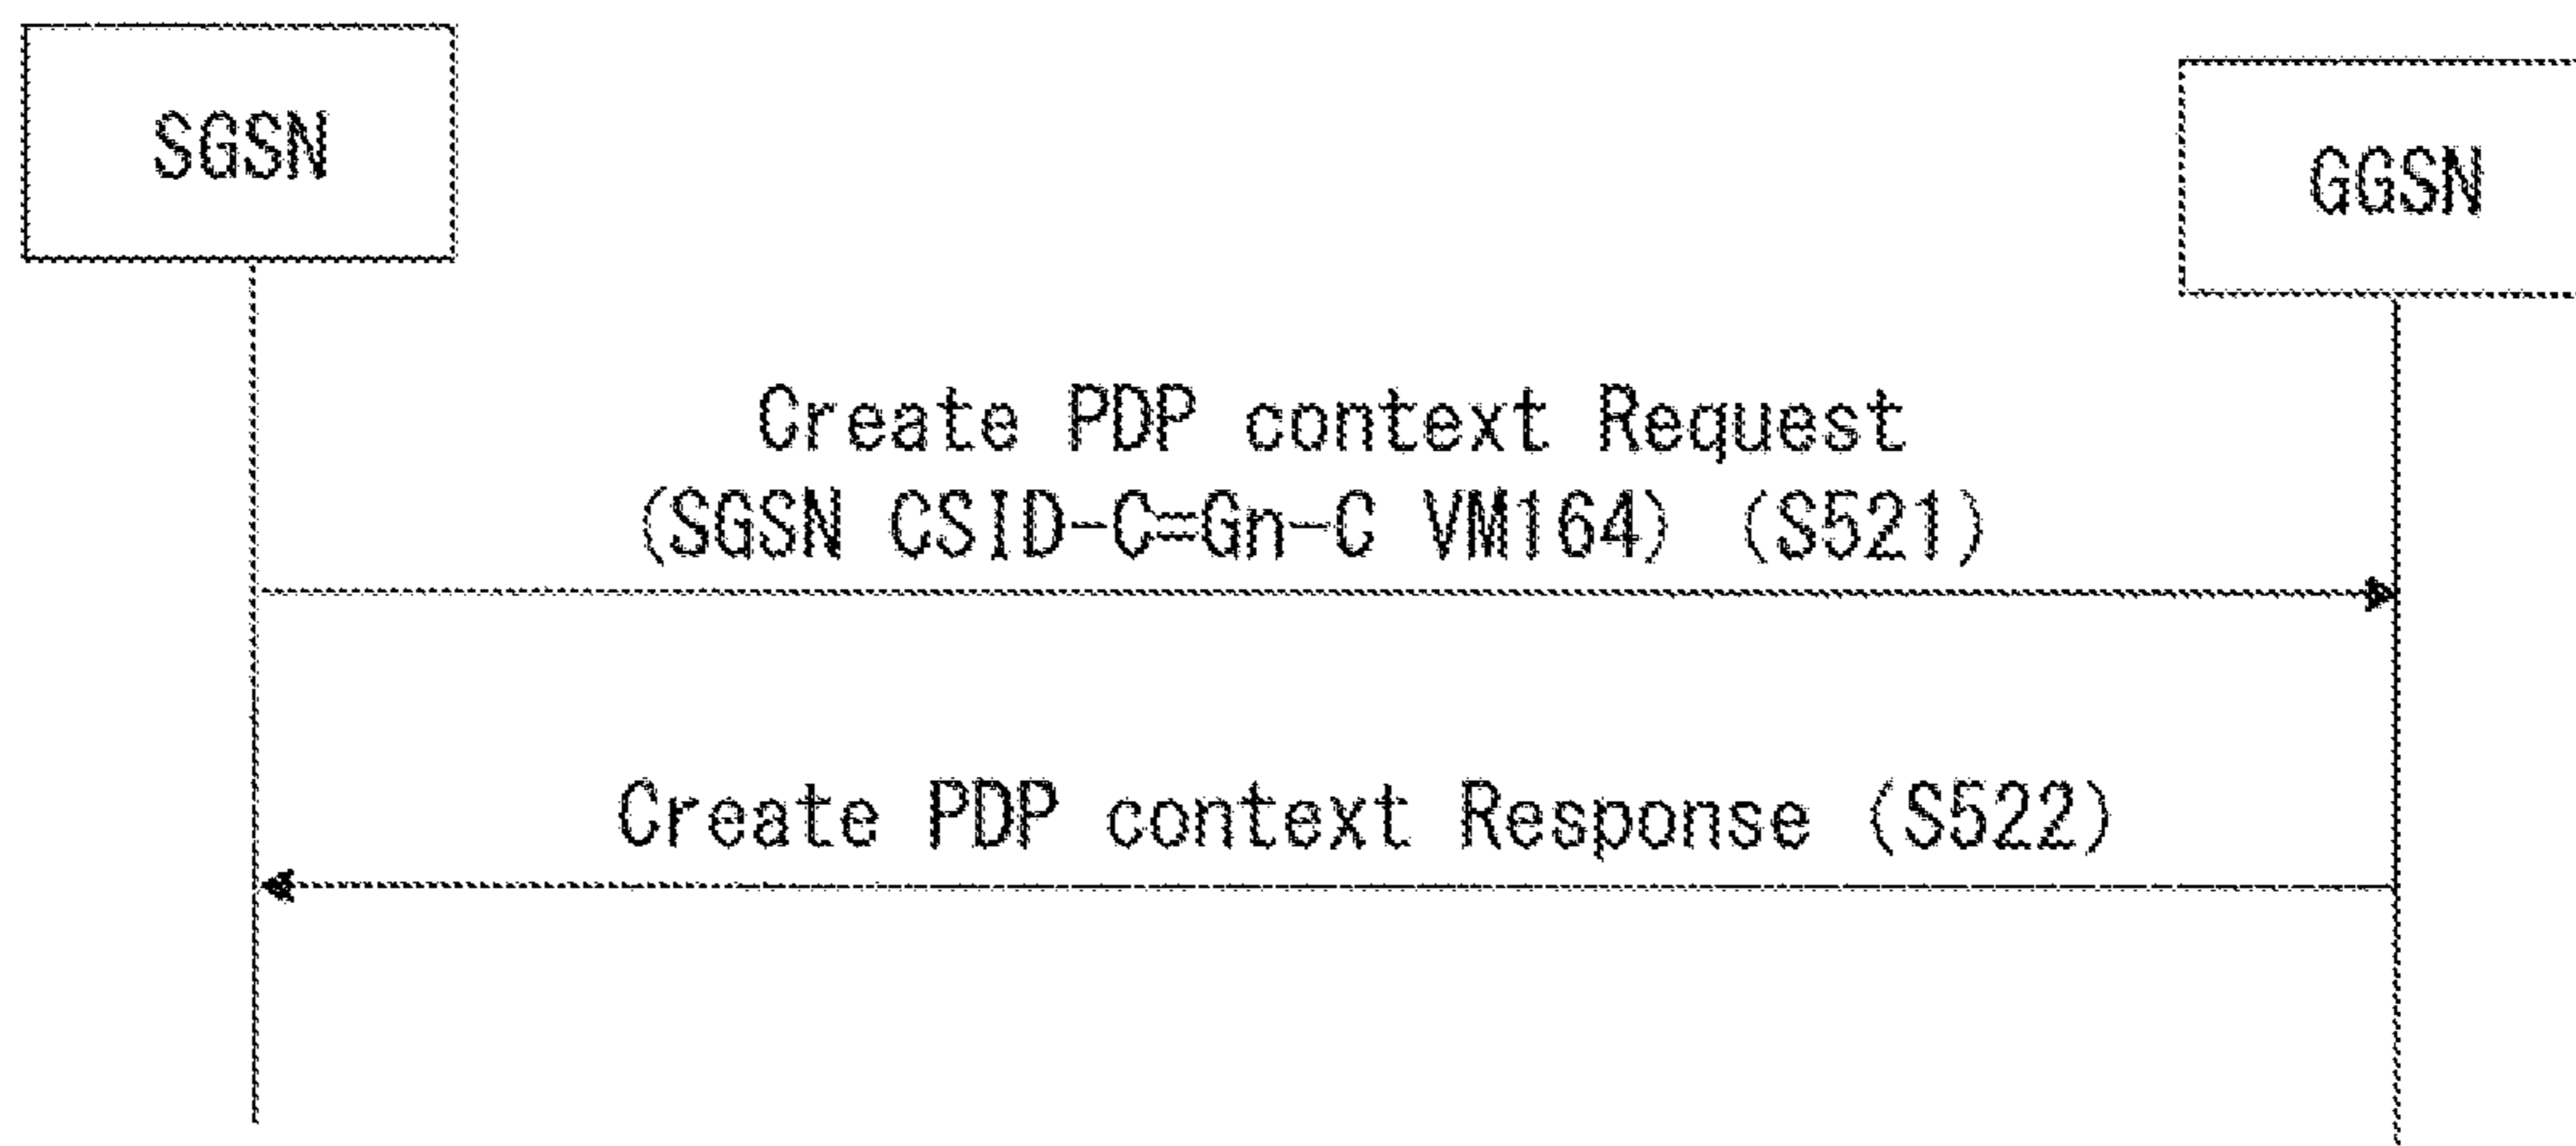 SGSN
GGSN
Create PDP context Request
(SGSN CSID-C=Gn-C VM164) (S521)
Create PDP context Response (S522)